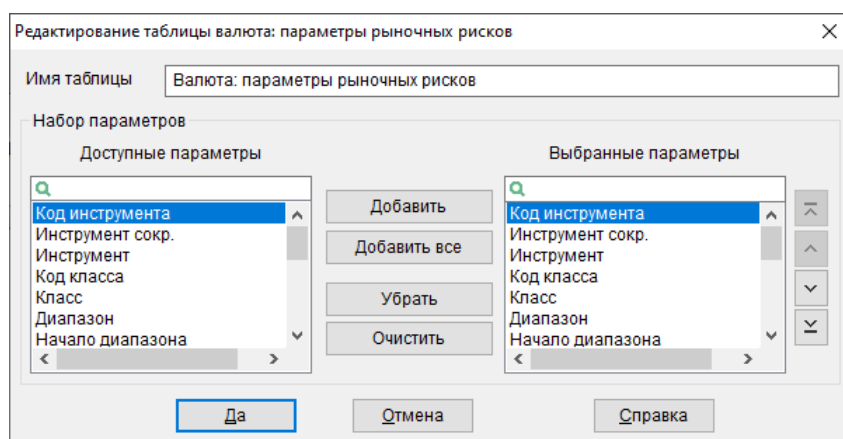 Редактирование таблицы валюта: параметры рыночных рисков
Имя таблицы
Валюта: параметры рыночных рисков
Набор параметров
Доступные параметры
Код инструмента
Инструмент сокр.
Инструмент
Код класса
Класс
Диапазон
Начало диапазона
Добавить
Добавить все
Убрать
Очистить
Выбранные параметры
Код инструмента
Инструмент сокр.
Инструмент
Код класса
Класс
Диапазон
Начало диапазона
Да
Отмена
Справка